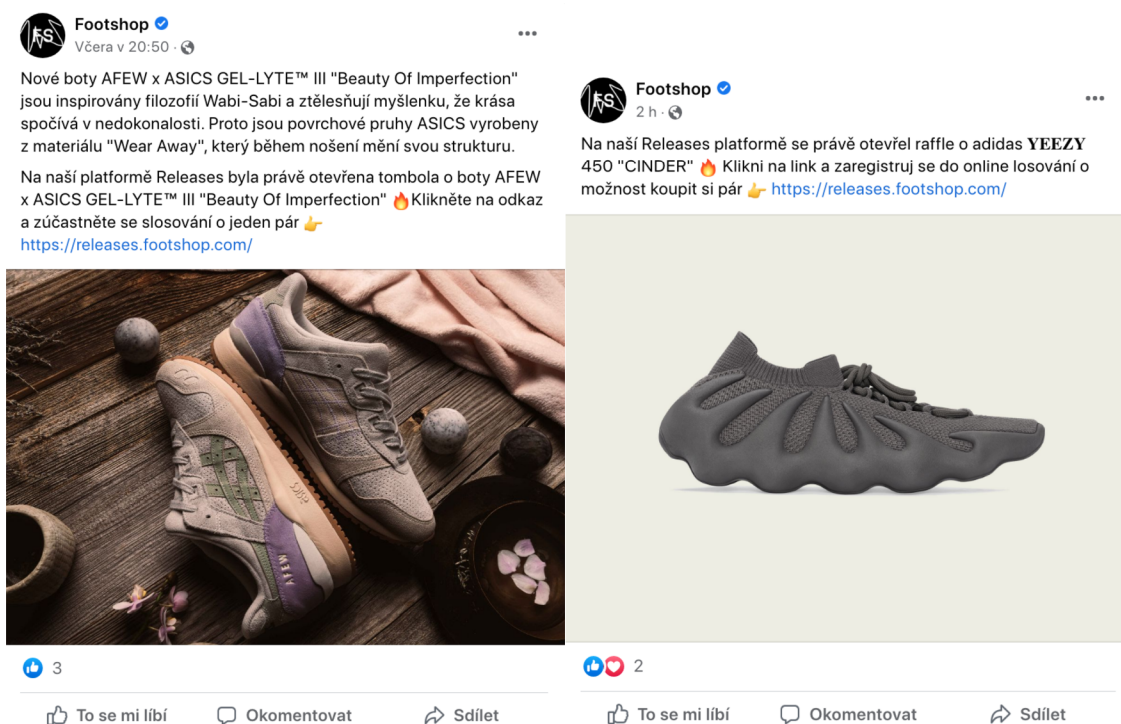 Footshop
Včera v 20:50 ·
Nové boty AFEW x ASICS GEL-LYTE™ III "Beauty Of Imperfection"
jsou inspirovány filozofií Wabi-Sabi a ztělesňují myšlenku, že krása
spočívá v nedokonalosti. Proto jsou povrchové pruhy ASICS vyrobeny
z materiálu "Wear Away", který během nošení mění svou strukturu.
Na naší platformě Releases byla právě otevřena tombola o boty AFEW
x ASICS GEL-LYTE™ III "Beauty Of Imperfection" 🔥Klikněte na odkaz
a zúčastněte se slosování o jeden pár 👉
https://releases.footshop.com/
AFEW
3
To se mi líbí
Okomentovat
Sdílet
Footshop
2 h ·
Na naší Releases platformě se právě otevřel raffle o adidas 𝐘𝐄𝐄𝐙𝐘
450 "CINDER" 🔥 Klikni na link a zaregistruj se do online losování o
možnost koupit si pár 👉 https://releases.footshop.com/
2
To se mi líbí
Okomentovat
Sdílet